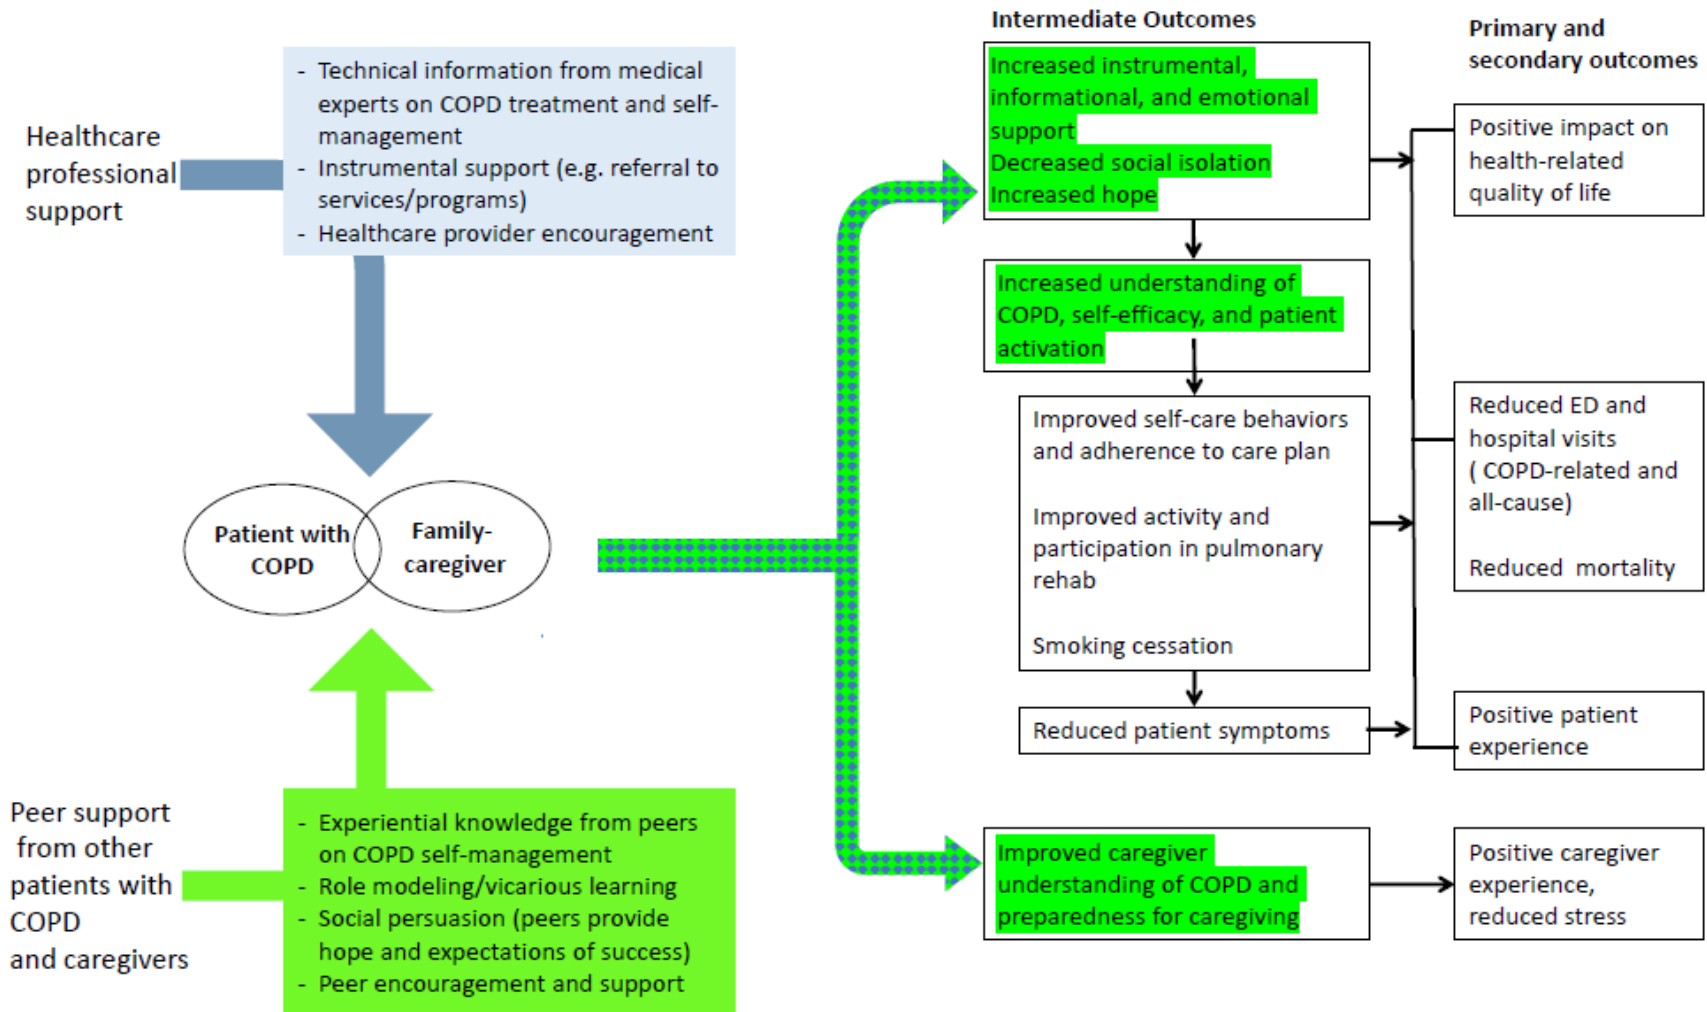 Healthcare
professional
support
- Technical information from medical
experts on COPD treatment and self-
management
- Instrumental support (e.g. referral to
services/programs)
- Healthcare provider encouragement
Patient with
COPD
Family-
caregiver
Peer support
from other
patients with
COPD
and caregivers
- Experiential knowledge from peers
on COPD self-management
- Role modeling/vicarious learning
- Social persuasion (peers provide
hope and expectations of success)
- Peer encouragement and support
Intermediate Outcomes
Increased instrumental,
informational, and emotional
support
Decreased social isolation
Increased hope
Increased understanding of
COPD, self-efficacy, and patient
activation
Improved self-care behaviors
and adherence to care plan
Improved activity and
participation in pulmonary
rehab
Smoking cessation
Reduced patient symptoms
Improved caregiver
understanding of COPD and
preparedness for caregiving
Primary and
secondary outcomes
Positive impact on
health-related
quality of life
Reduced ED and
hospital visits
( COPD-related and
all-cause)
Reduced mortality
Positive patient
experience
Positive caregiver
experience,
reduced stress